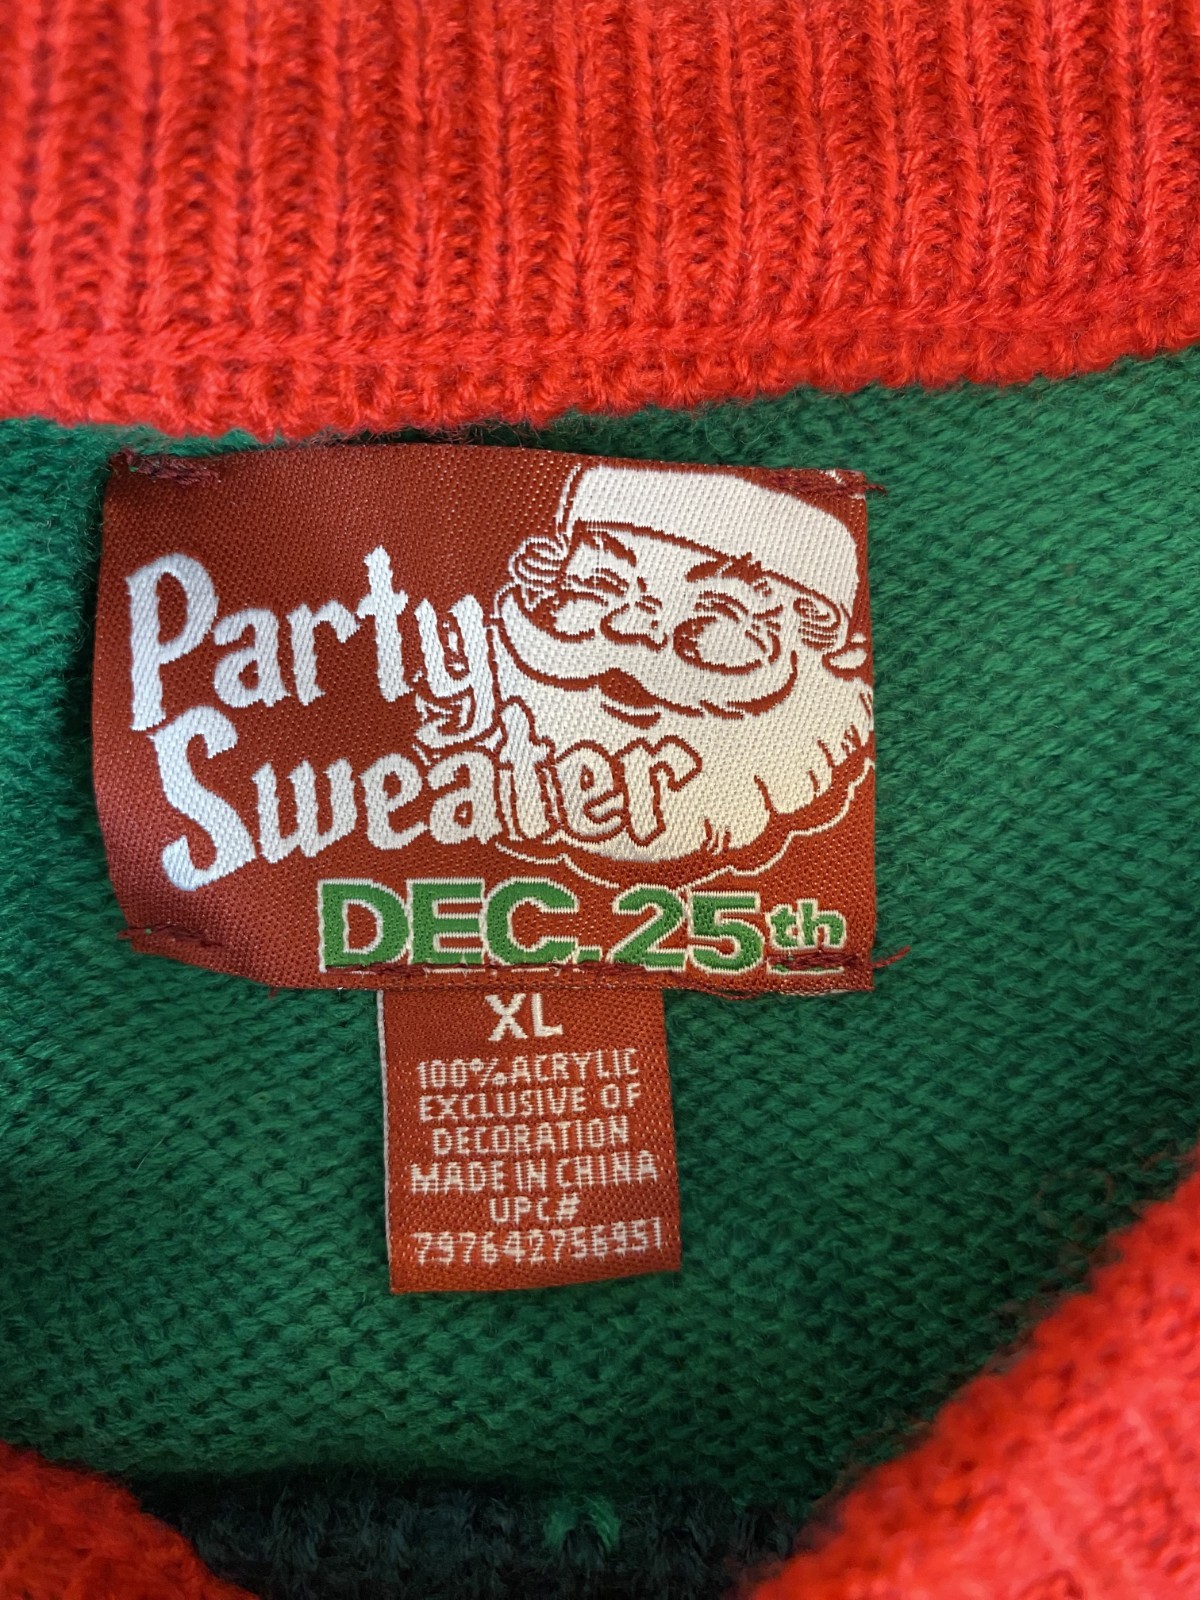 Party
Sweater
DEC. 25th
XL
100% ACRYLIC
EXCLUSIVE OF
DECORATION
MADE IN CHINA
UPC#
797642756951